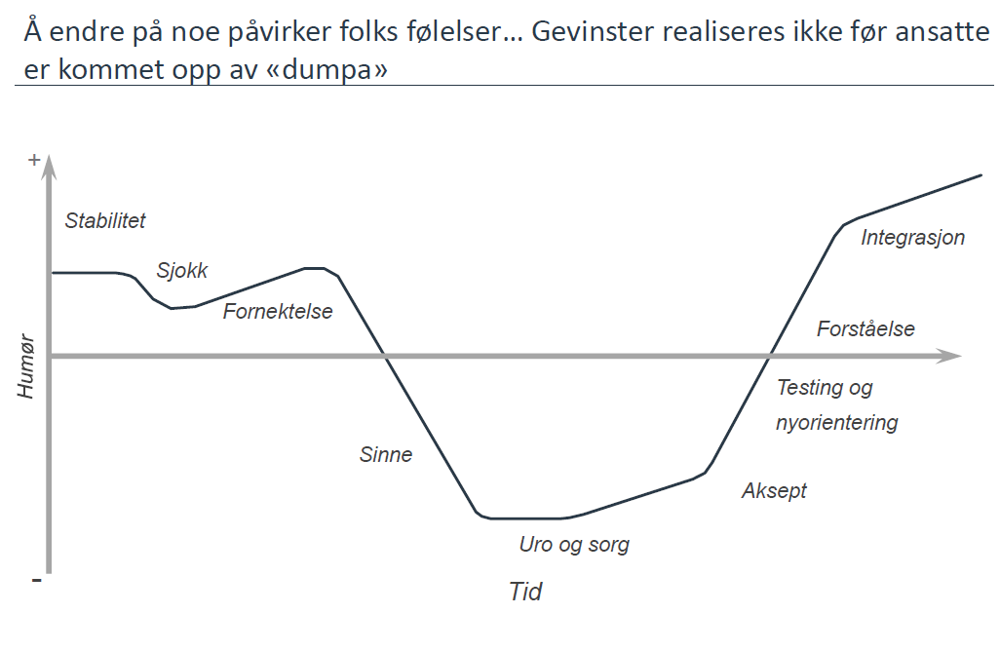 Å endre på noe påvirker folks følelser... Gevinster realiseres ikke før ansatte
er kommet opp av «dumpa»
+
Stabilitet
Sjokk
Integrasjon
Fornektelse
Forståelse
Humør
Testing og
nyorientering
Sinne
Aksept
Uro og sorg
-
Tid